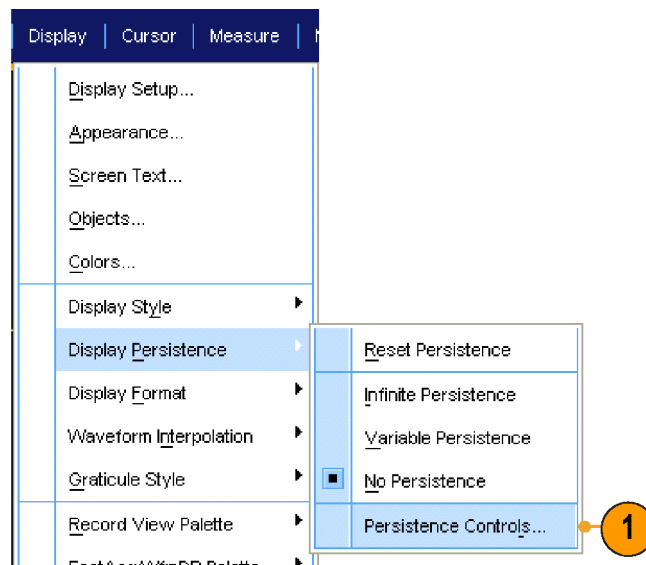 Display Cursor Measure
Display Setup...
Appearance...
Screen Text...
Objects...
Colors...
Display Style
Display Persistence
Display Format
Waveform Interpolation
Graticule Style
Record View Palette
Reset Persistence
Infinite Persistence
Variable Persistence
No Persistence
Persistence Controls...
1